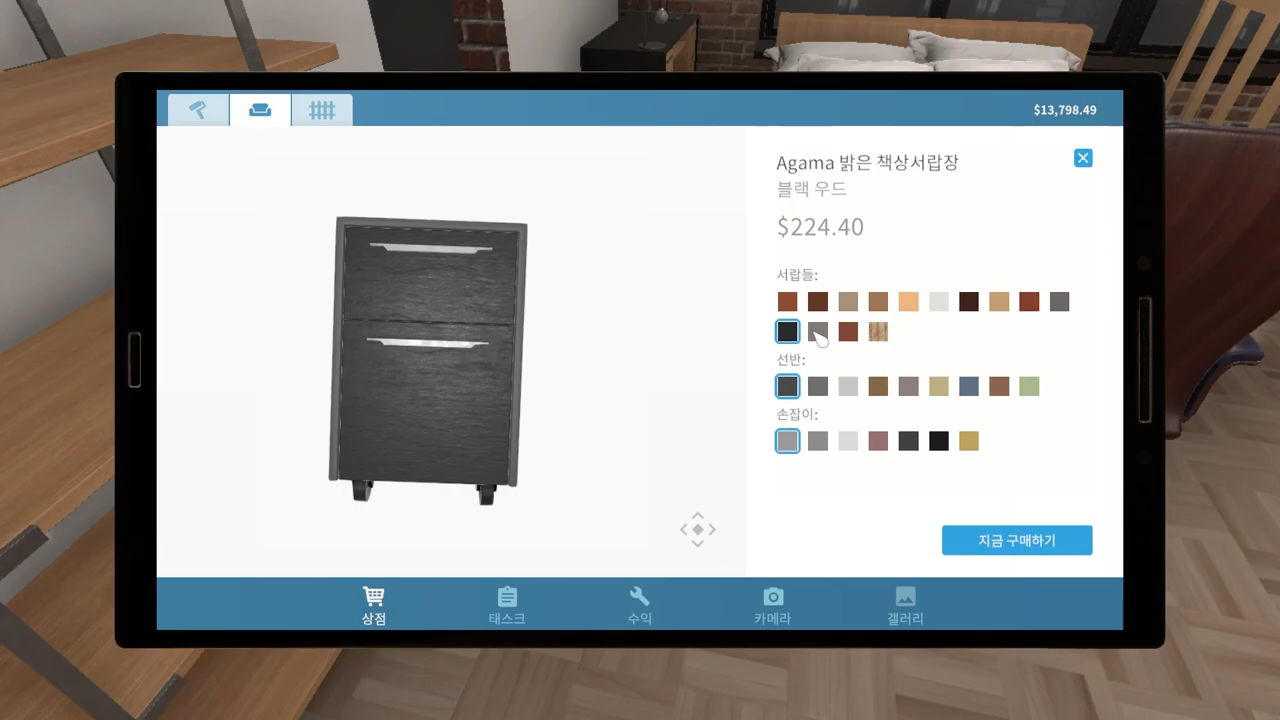 $13,798.49
Agama 밝은 책상서랍장
블랙 우드
$224.40
서랍들:
선반:
손잡이:
지금 구매하기
상점
태스크
수익
카메라
갤러리